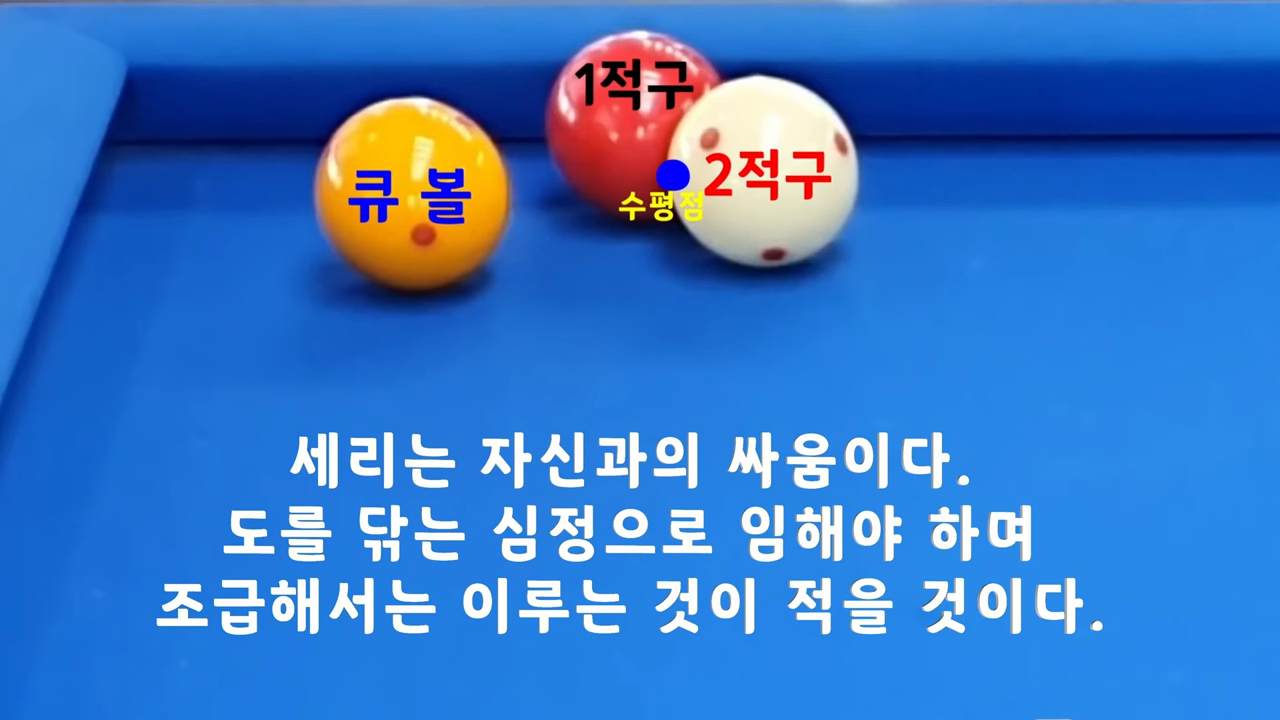 1적구
큐 볼
2적구
수평점
세리는 자신과의 싸움이다.
도를 닦는 심정으로 임해야 하며
조급해서는 이루는 것이 적을 것이다.